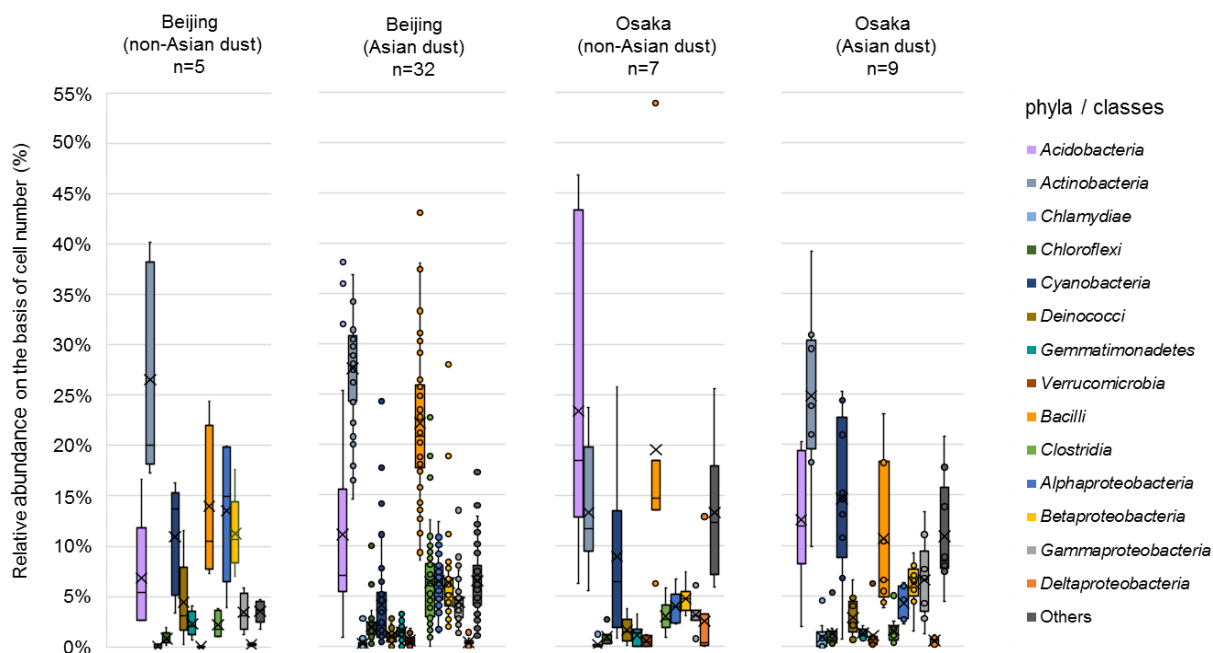 Beijing
(non-Asian dust)
n=5
Beijing
(Asian dust)
n=32
Osaka
(non-Asian dust)
n=7
Osaka
(Asian dust)
n=9
Relative abundance on the basis of cell number (%)
55%
50%
45%
40%
35%
30%
25%
20%
15%
10%
5%
0%
phyla / classes
Acidobacteria
Actinobacteria
Chlamydiae
Chloroflexi
Cyanobacteria
Deinococci
Gemmatimonadetes
Verrucomicrobia
Bacilli
Clostridia
Alphaproteobacteria
Betaproteobacteria
Gammaproteobacteria
Deltaproteobacteria
Others